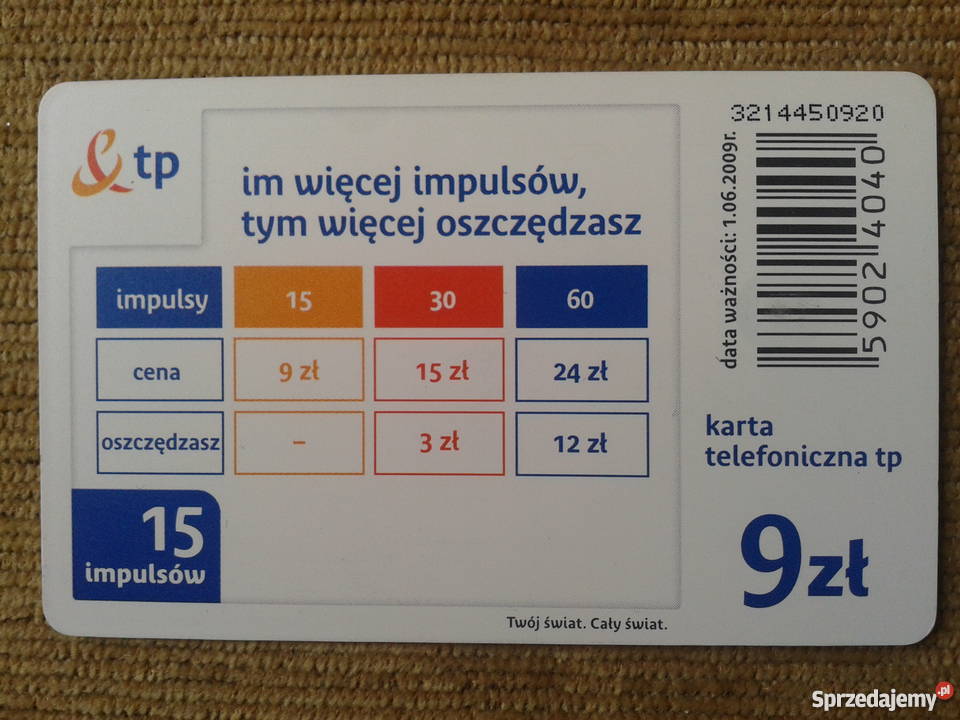 tp
im więcej impulsów,
tym więcej oszczędzasz
impulsy 15 30 60
cena 9 zł 15 zł 24 zł
oszczędzasz – 3 zł 12 zł
15
impulsów
Twój świat. Cały świat.
3214450920
data ważności: 1.06.2009r.
5902 4040
karta
telefoniczna tp
9zł
Sprzedajemy.pl